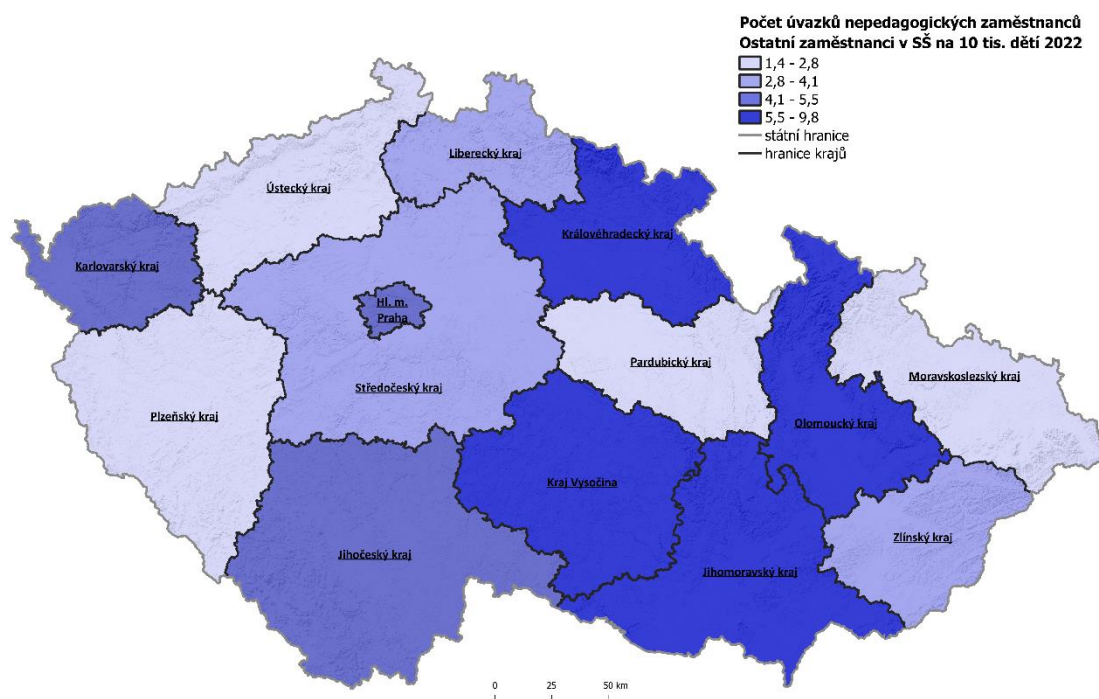 Počet úvazků nepedagogických zaměstnanců
Ostatní zaměstnanci v SŠ na 10 tis. dětí 2022
1,4 - 2,8
2,8 - 4,1
4,1 - 5,5
5,5 - 9,8
státní hranice
hranice krajů
Liberecký kraj
Ústecký kraj
Královéhradecký kraj
Karlovarský kraj
Hl. m.
Praha
Pardubický kraj
Moravskoslezský kraj
Středočeský kraj
Plzeňský kraj
Olomoucký kraj
Kraj Vysočina
Zlínský kraj
Jihočeský kraj
Jihomoravský kraj
0 25 50 km